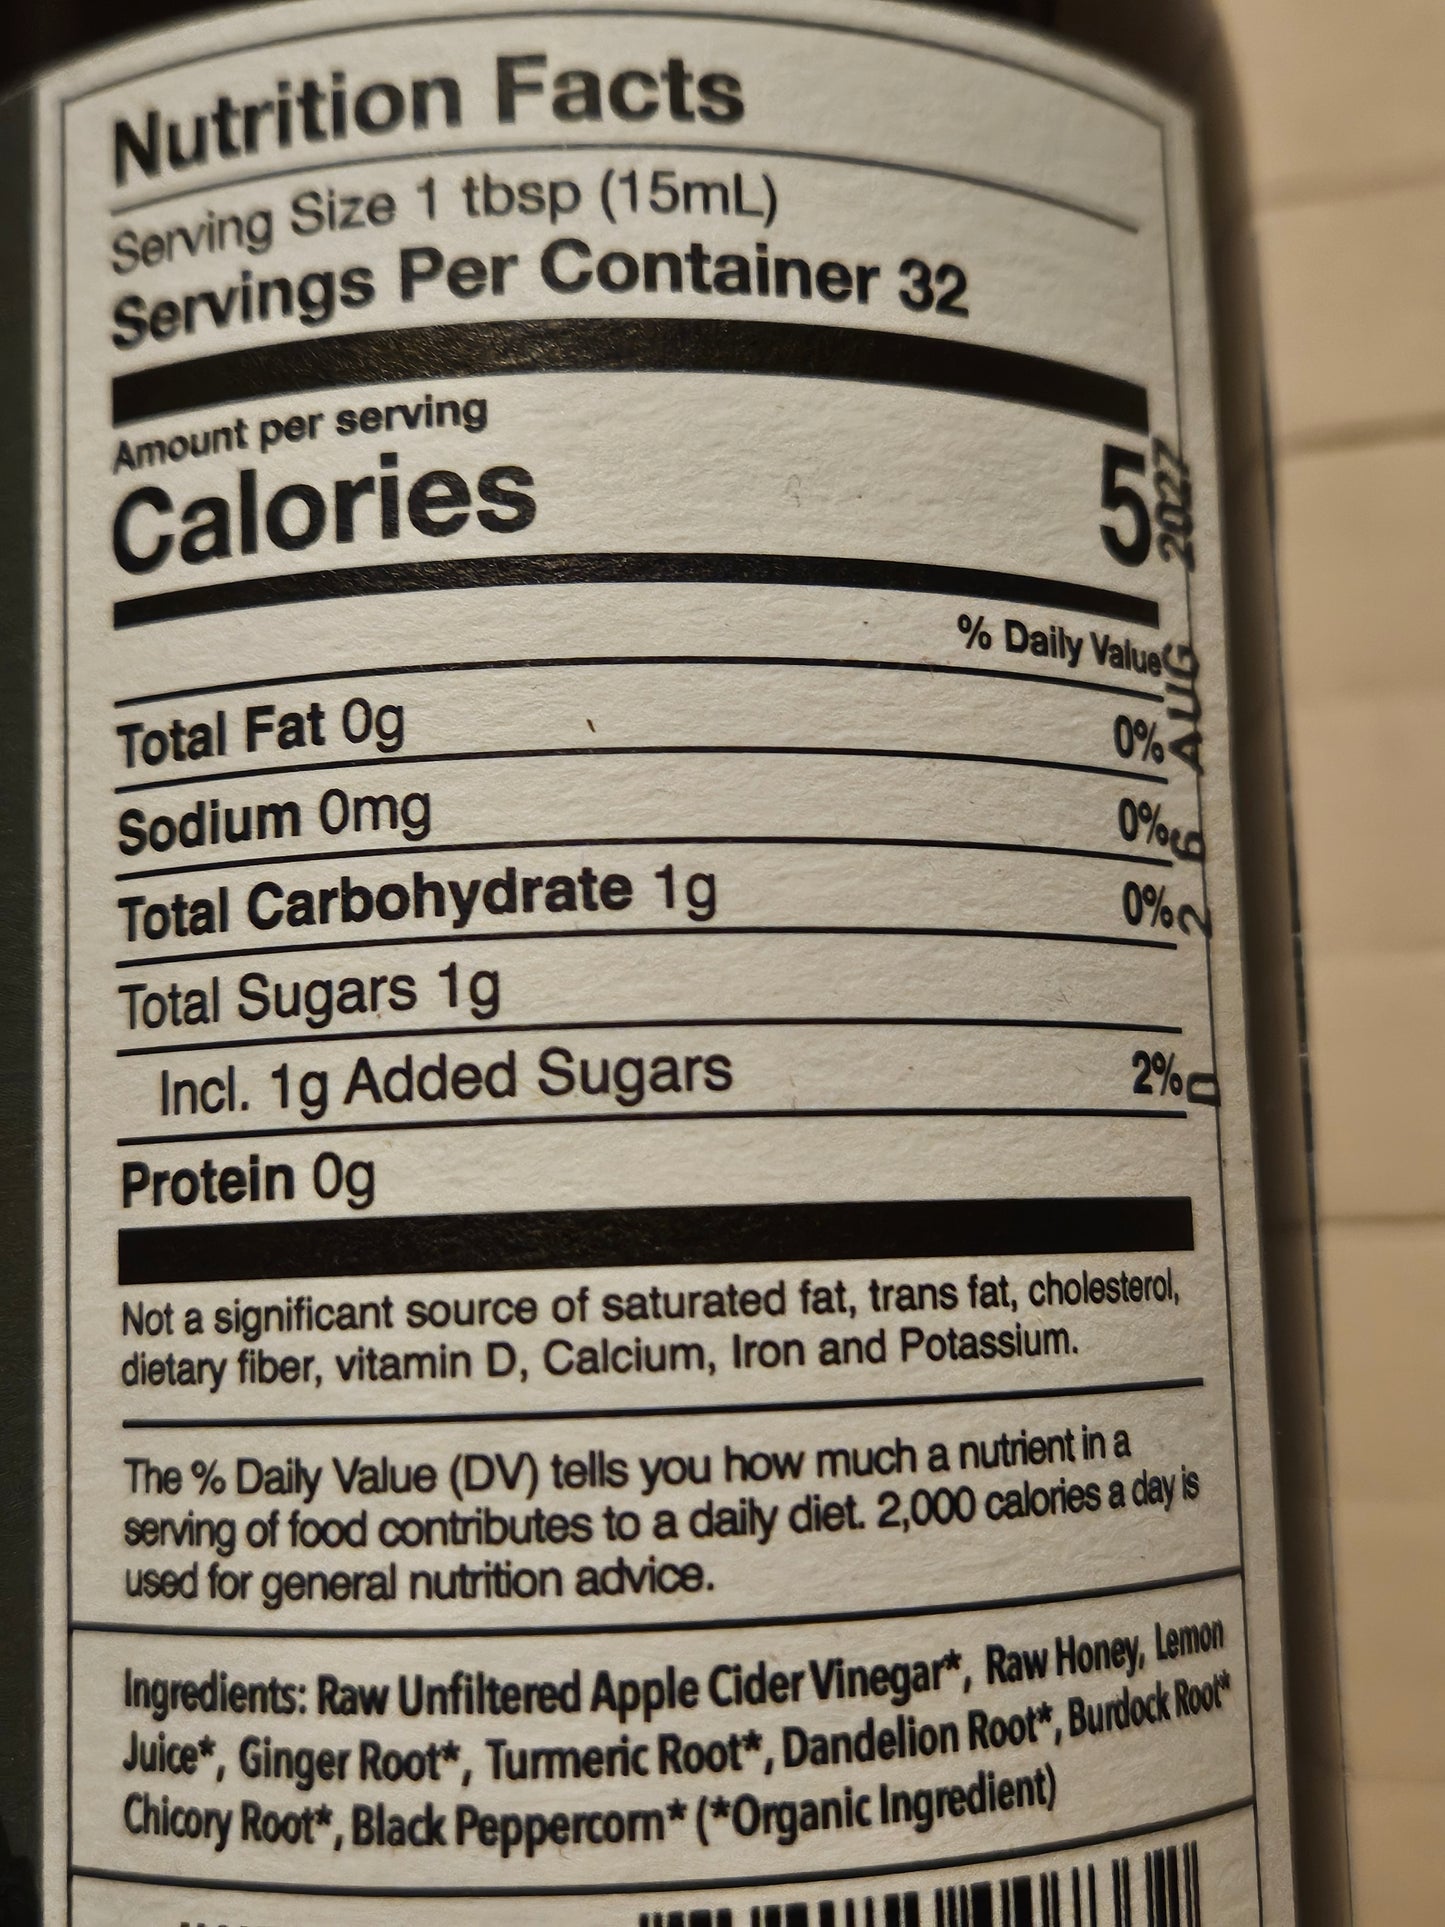 Nutrition Facts
Serving Size 1 tbsp (15mL)
Servings Per Container 32
Amount per serving
Calories 5
% Daily Value
Total Fat 0g 0%
Sodium 0mg 0%
Total Carbohydrate 1g 0%
Total Sugars 1g
Incl. 1g Added Sugars 2%
Protein 0g
Not a significant source of saturated fat, trans fat, cholesterol,
dietary fiber, vitamin D, Calcium, Iron and Potassium.
The % Daily Value (DV) tells you how much a nutrient in a
serving of food contributes to a daily diet. 2,000 calories a day is
used for general nutrition advice.
Ingredients: Raw Unfiltered Apple Cider Vinegar*, Raw Honey, Lemon
Juice*, Ginger Root*, Turmeric Root*, Dandelion Root*, Burdock Root*
Chicory Root*, Black Peppercorn* (*Organic Ingredient)
26 AUG 2027